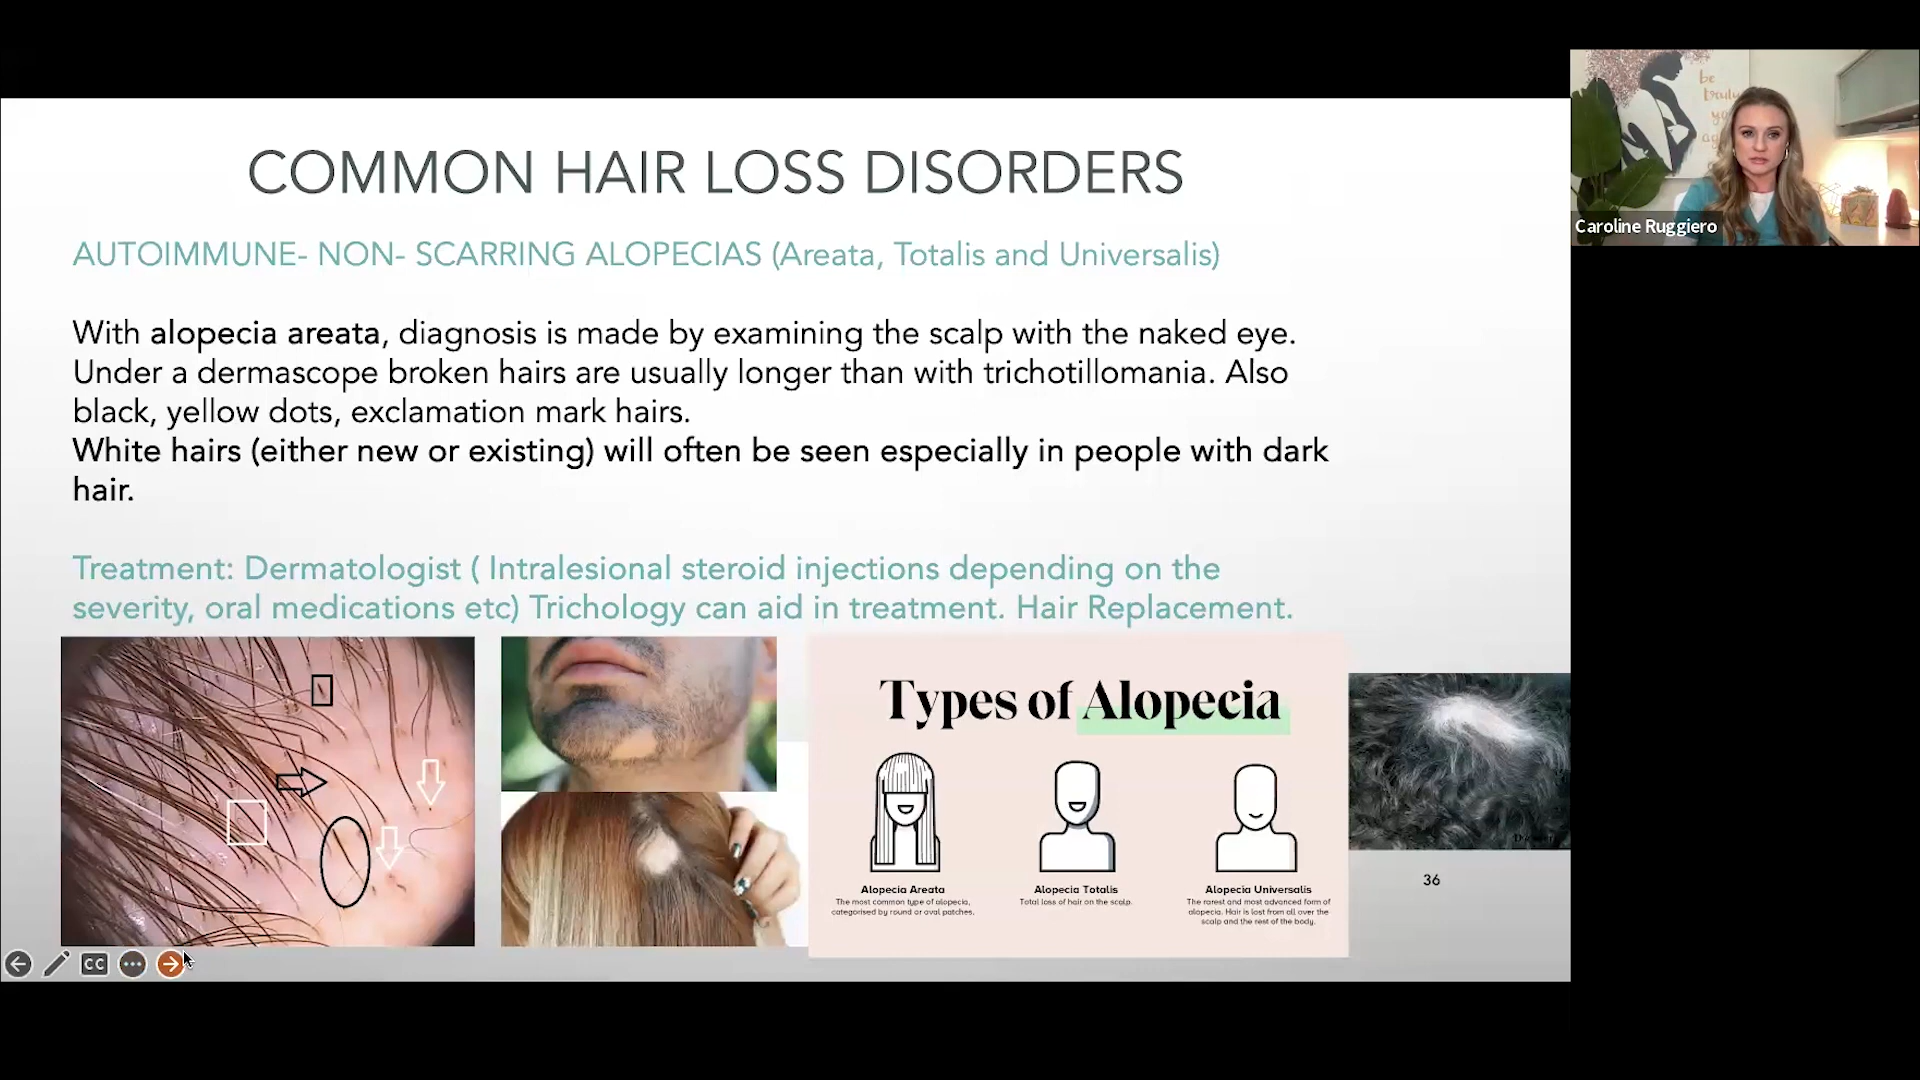 COMMON HAIR LOSS DISORDERS
AUTOIMMUNE- NON- SCARRING ALOPECIAS (Areata, Totalis and Universalis)
With alopecia areata, diagnosis is made by examining the scalp with the naked eye.
Under a dermascope broken hairs are usually longer than with trichotillomania. Also
black, yellow dots, exclamation mark hairs.
White hairs (either new or existing) will often be seen especially in people with dark
hair.
Treatment: Dermatologist ( Intralesional steroid injections depending on the
severity, oral medications etc) Trichology can aid in treatment. Hair Replacement.
Types of Alopecia
Alopecia Areata
The most common type of alopecia,
categorised by round or oval patches.
Alopecia Totalis
Total loss of hair on the scalp.
Alopecia Universalis
The rarest and most advanced form of
alopecia. Hair is lost from all over the
scalp and the rest of the body.
36
CC
be
Caroline Ruggiero